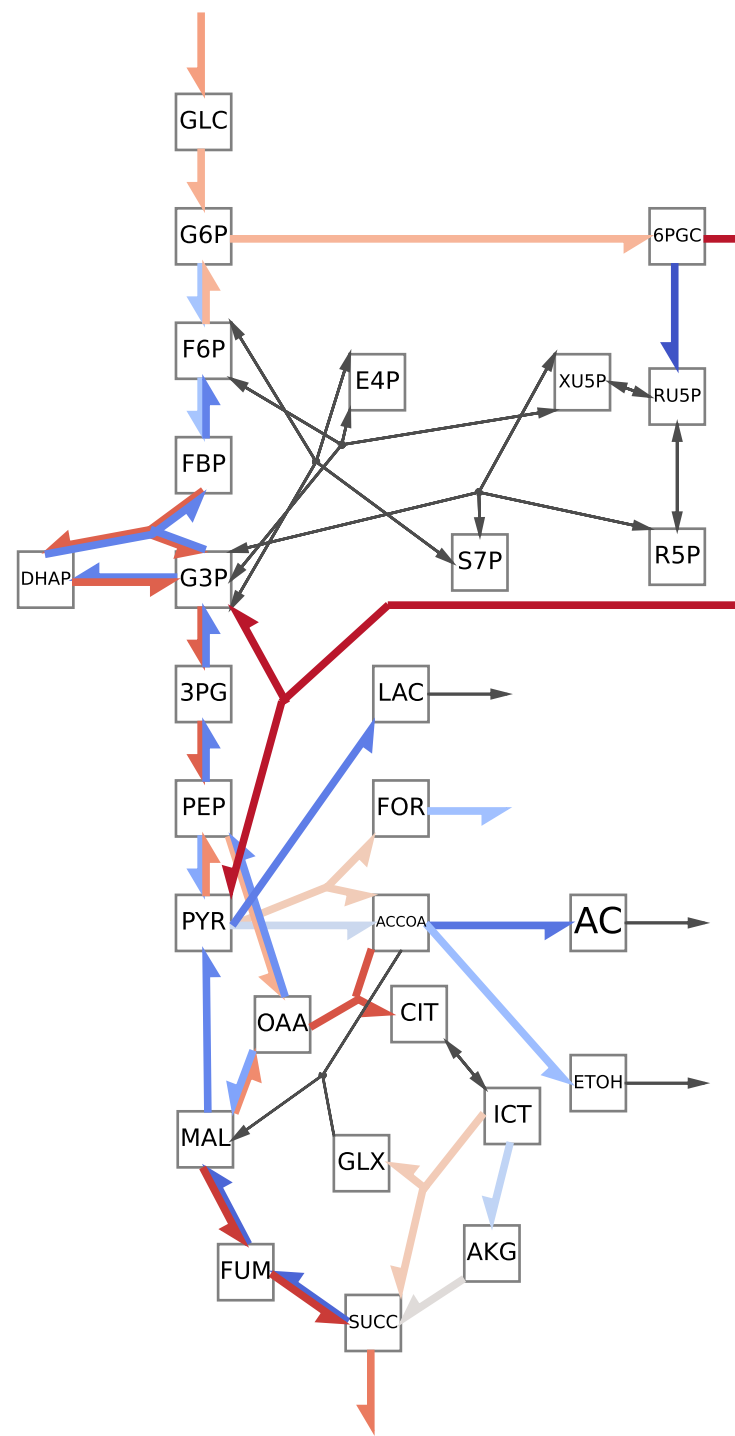 GLC
G6P
6PGC
F6P
E4P
XU5P
RU5P
FBP
DHAP
G3P
S7P
R5P
3PG
LAC
PEP
FOR
PYR
ACCOA
AC
OAA
CIT
ETOH
MAL
ICT
GLX
FUM
AKG
SUCC